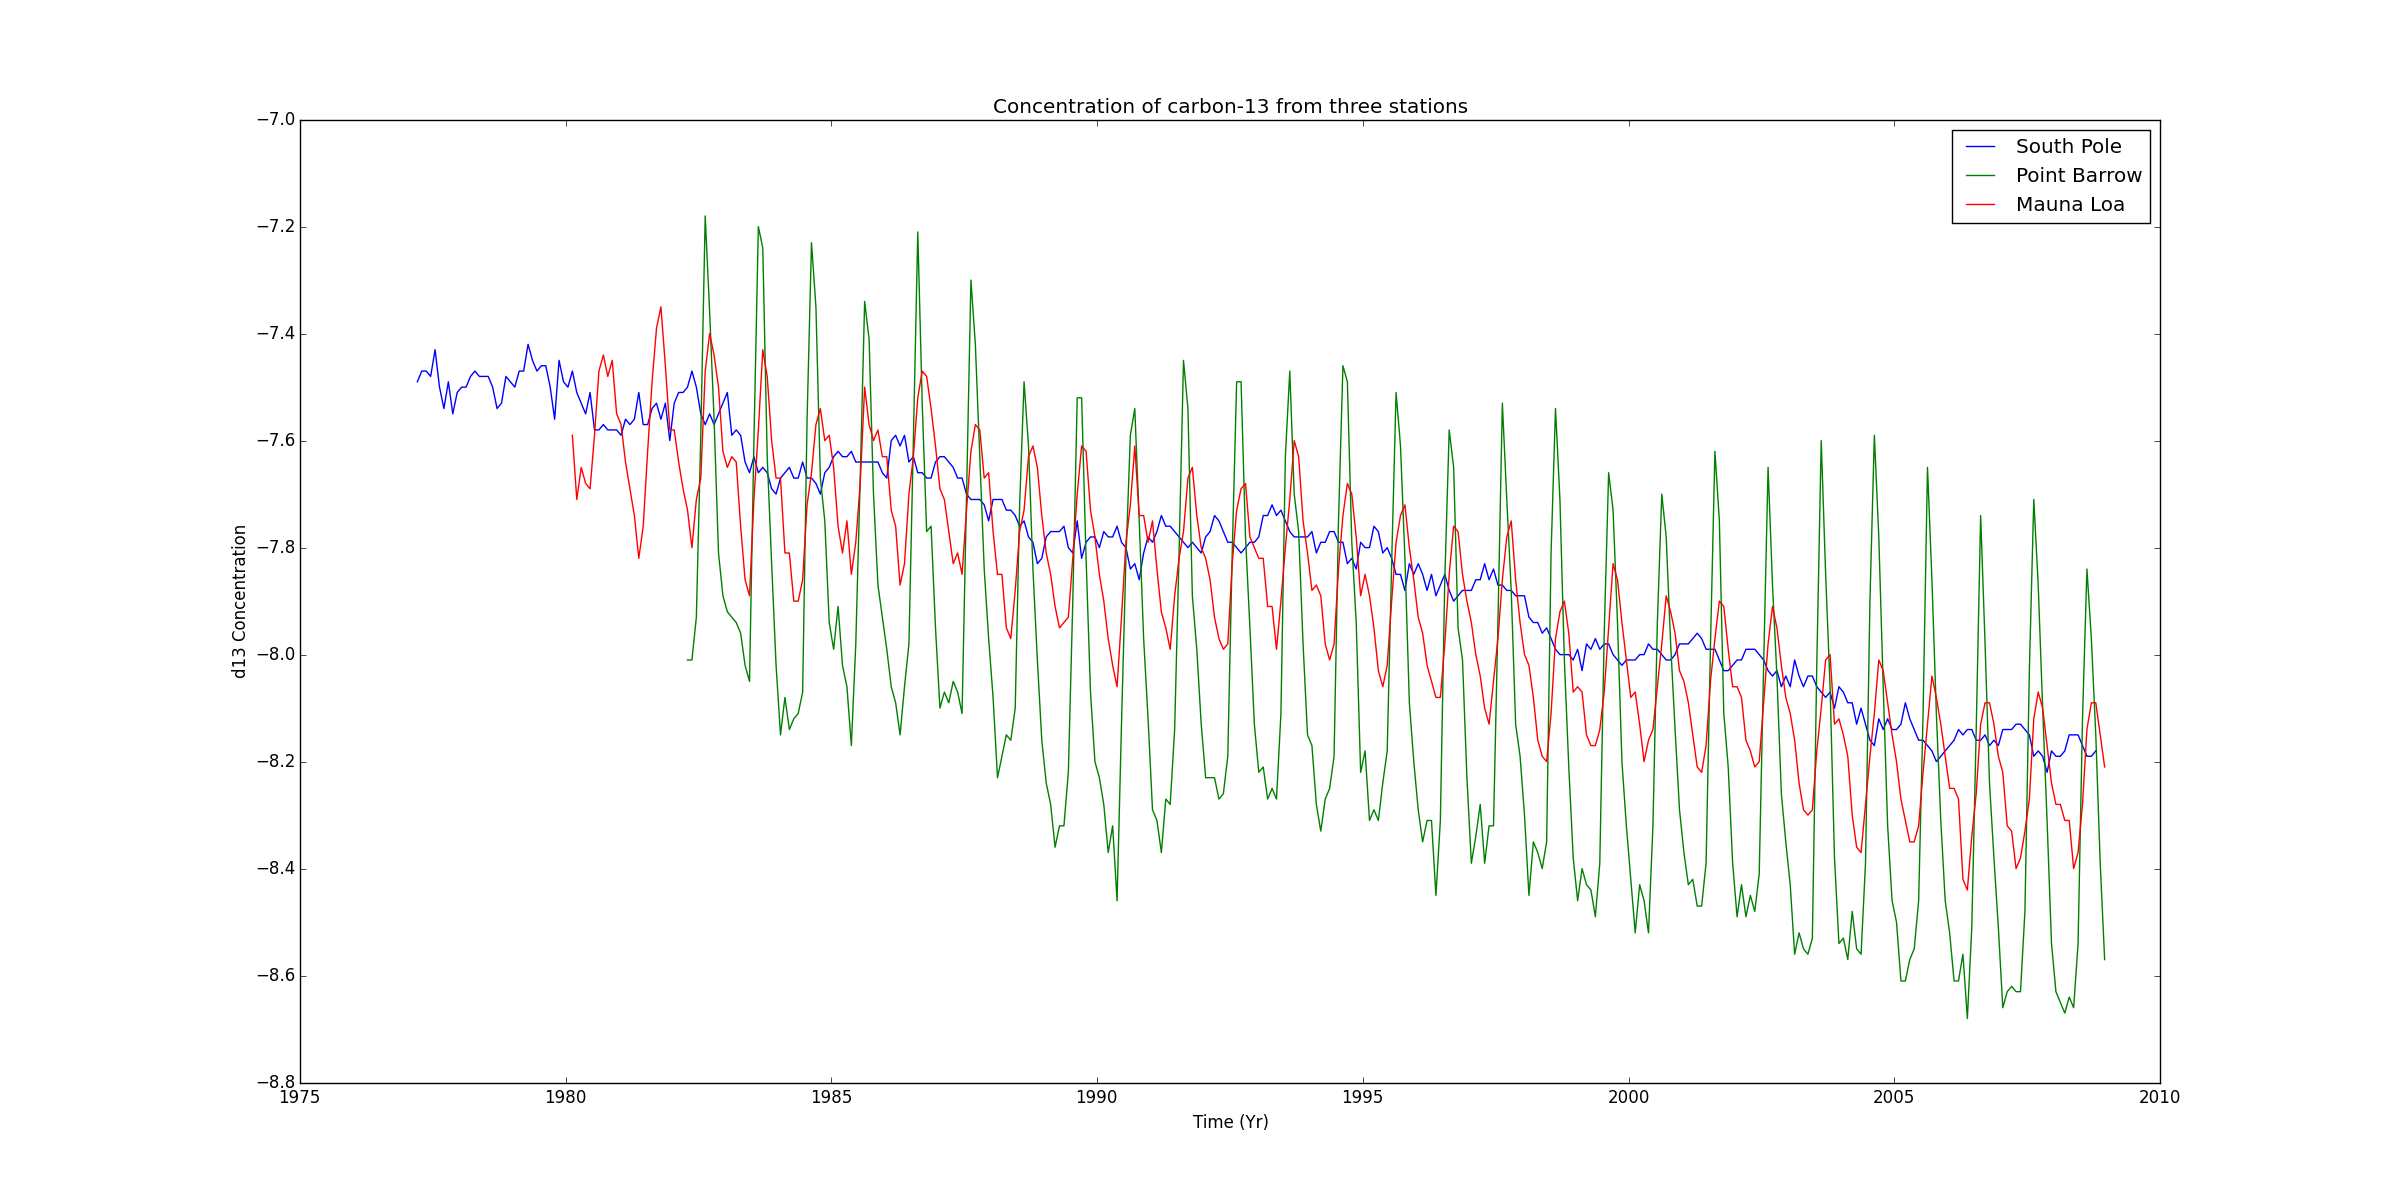 Concentration of carbon-13 from three stations
−7.0
−7.2
−7.4
−7.6
−7.8
−8.0
−8.2
−8.4
−8.6
−8.8
d13 Concentration
South Pole
Point Barrow
Mauna Loa
1975 1980 1985 1990 1995 2000 2005 2010
Time (Yr)